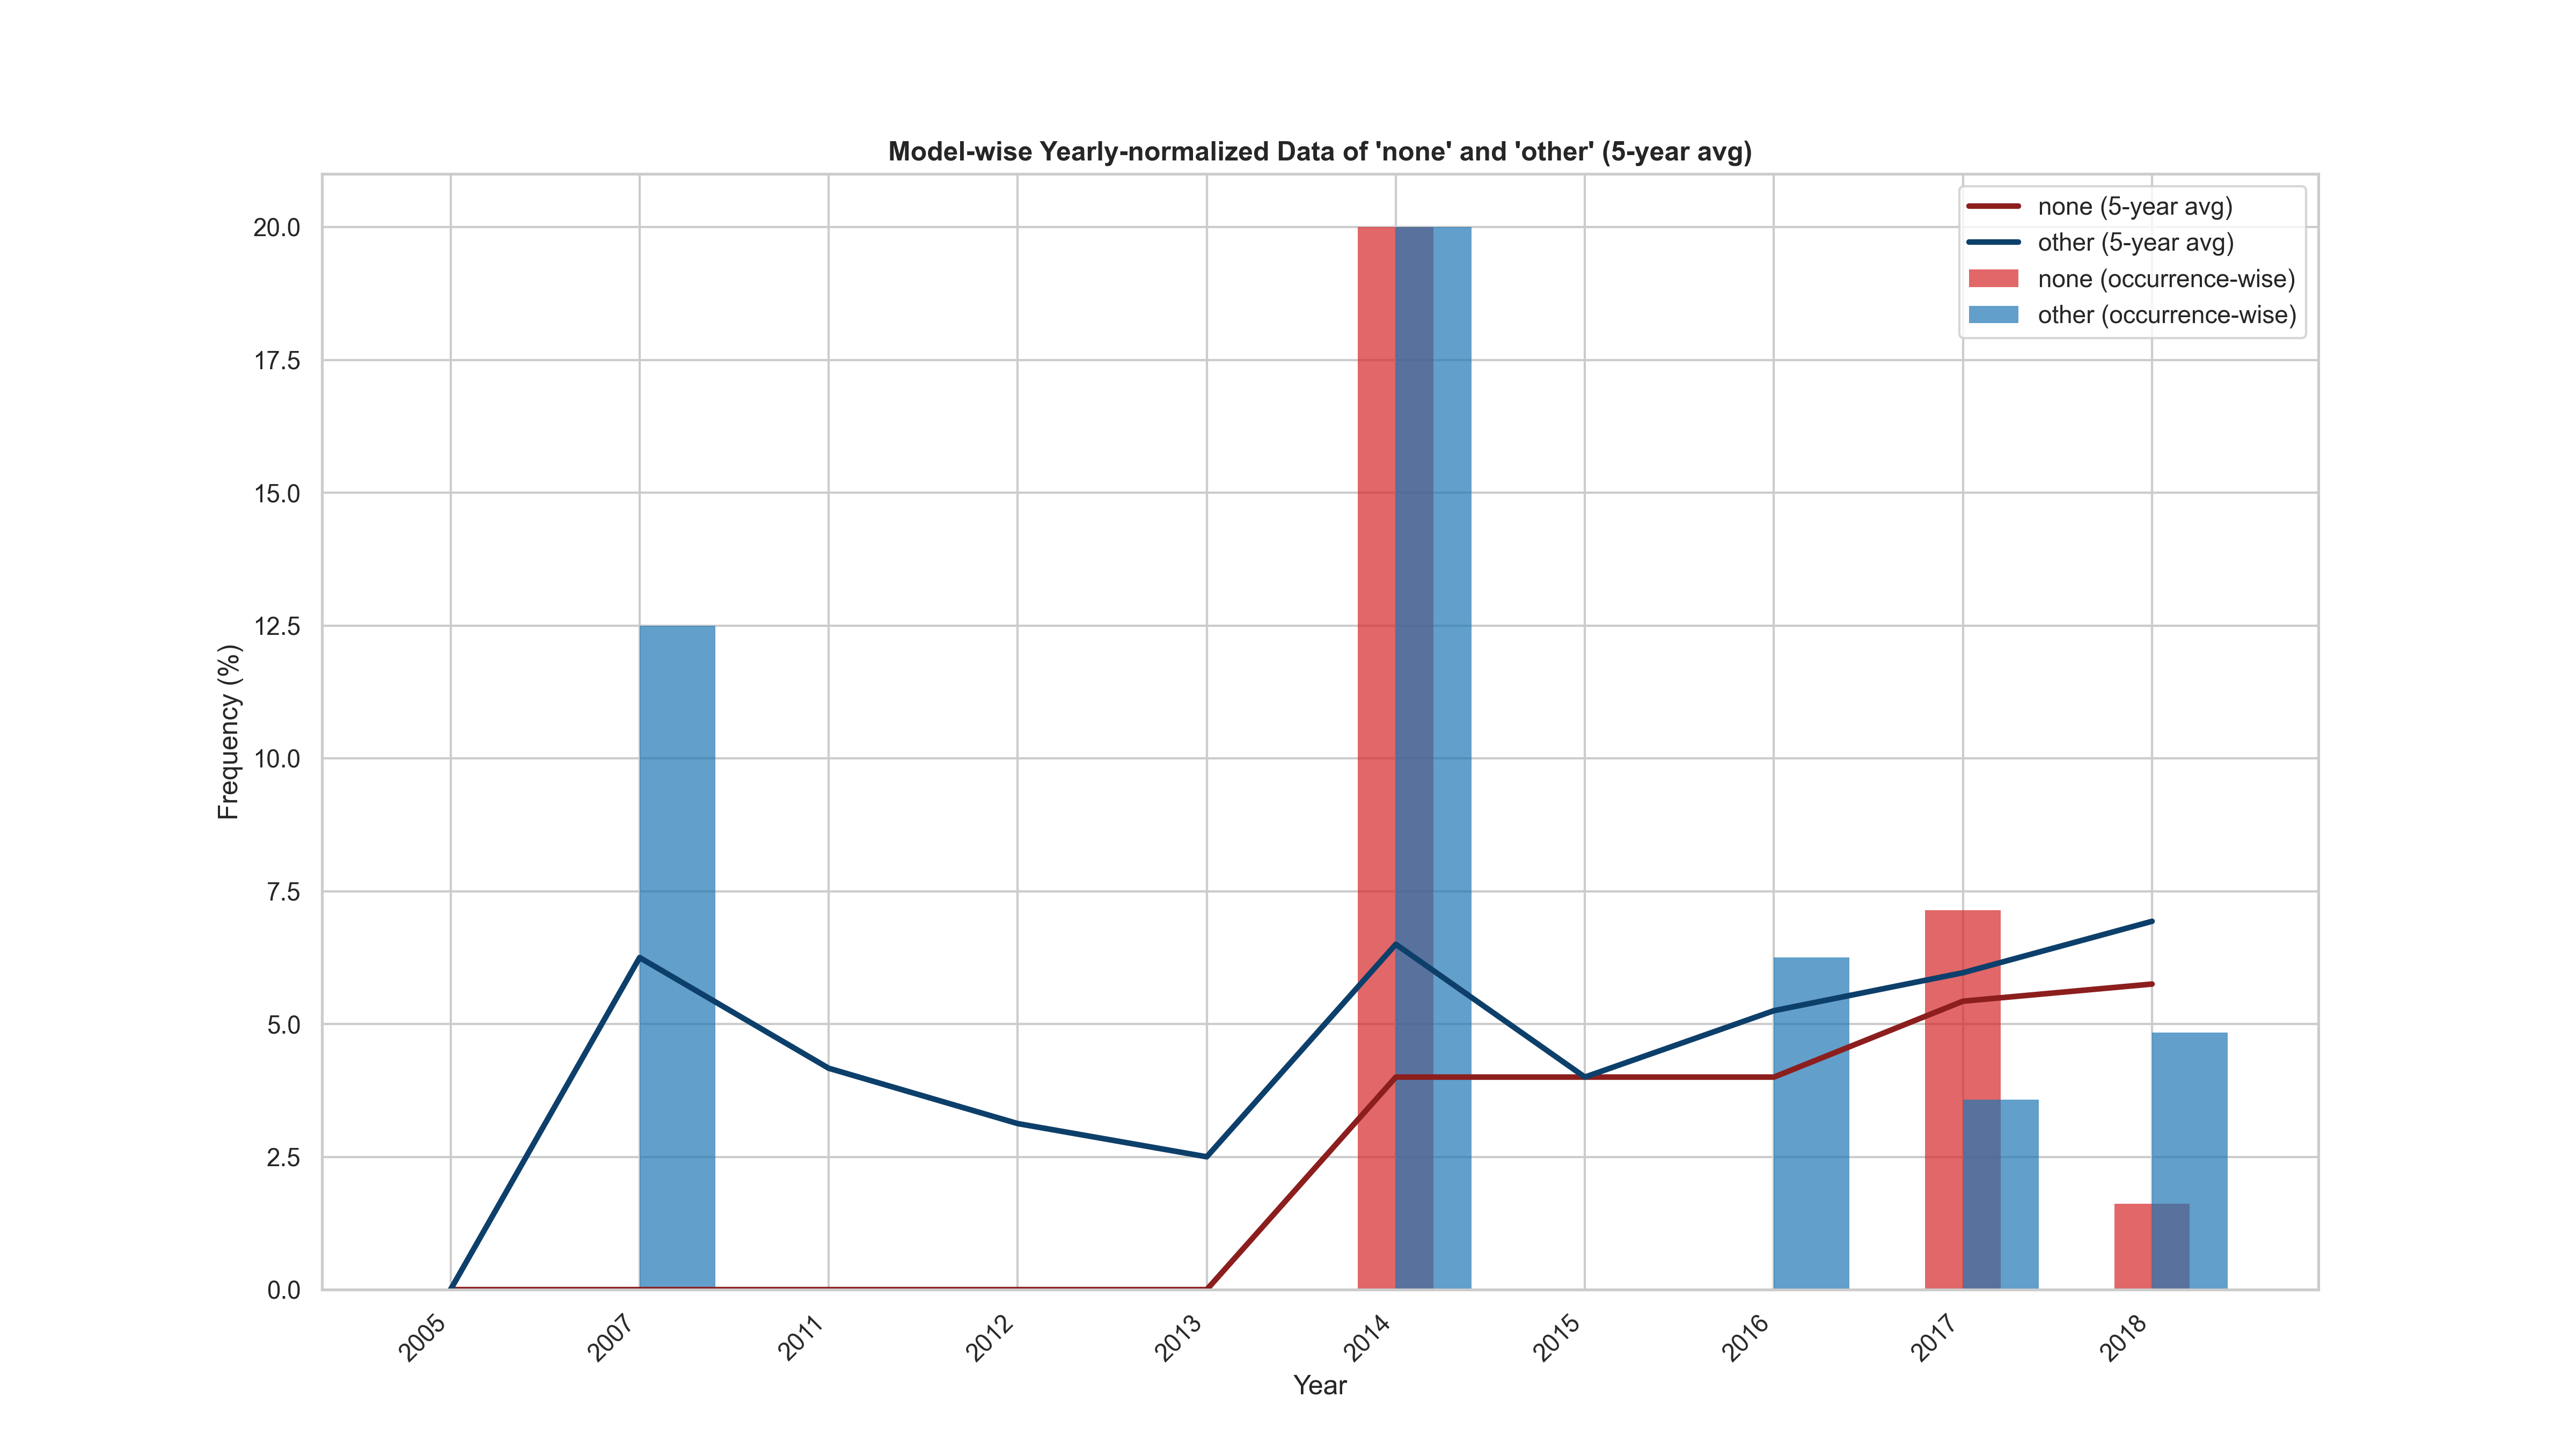 Model-wise Yearly-normalized Data of 'none' and 'other' (5-year avg)
none (5-year avg)
other (5-year avg)
none (occurrence-wise)
other (occurrence-wise)
Frequency (%)
20.0
17.5
15.0
12.5
10.0
7.5
5.0
2.5
0.0
2005
2007
2011
2012
2013
2014
2015
2016
2017
2018
Year